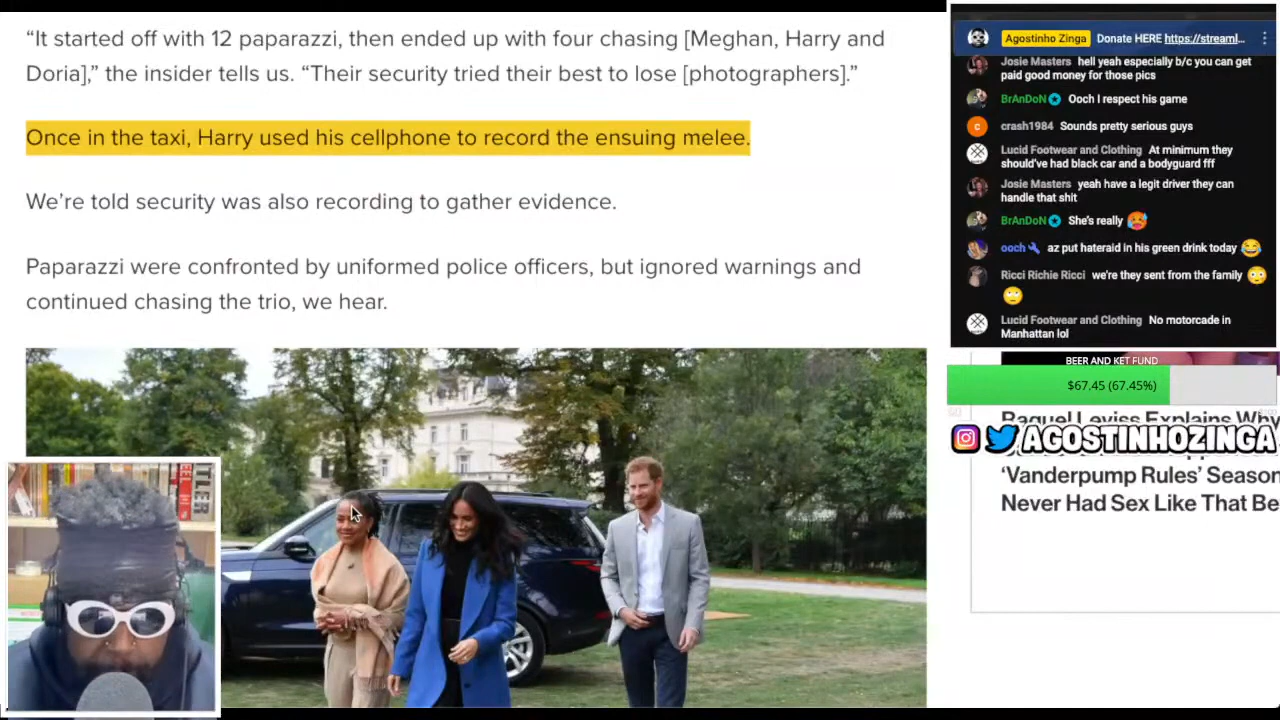 “It started off with 12 paparazzi, then ended up with four chasing [Meghan, Harry and
Doria],” the insider tells us. “Their security tried their best to lose [photographers].”
Once in the taxi, Harry used his cellphone to record the ensuing melee.
We’re told security was also recording to gather evidence.
Paparazzi were confronted by uniformed police officers, but ignored warnings and
continued chasing the trio, we hear.
Agostinho Zinga Donate HERE https://streaml...
Josie Masters hell yeah especially b/c you can get
paid good money for those pics
BrAnDoN Ooch I respect his game
c
crash1984 Sounds pretty serious guys
Lucid Footwear and Clothing At minimum they
should’ve had black car and a bodyguard fff
Josie Masters yeah have a legit driver they can
handle that shit
BrAnDoN She’s really 🥵
ooch az put hateraid in his green drink today 😂
Ricci Richie Ricci we’re they sent from the family 😳
🙄
Lucid Footwear and Clothing No motorcade in
Manhattan lol
BEER AND KET FUND
$67.45 (67.45%)
Raquel Leviss Explains Why
AGOSTINHOZINGA
‘Vanderpump Rules’ Season
Never Had Sex Like That Be